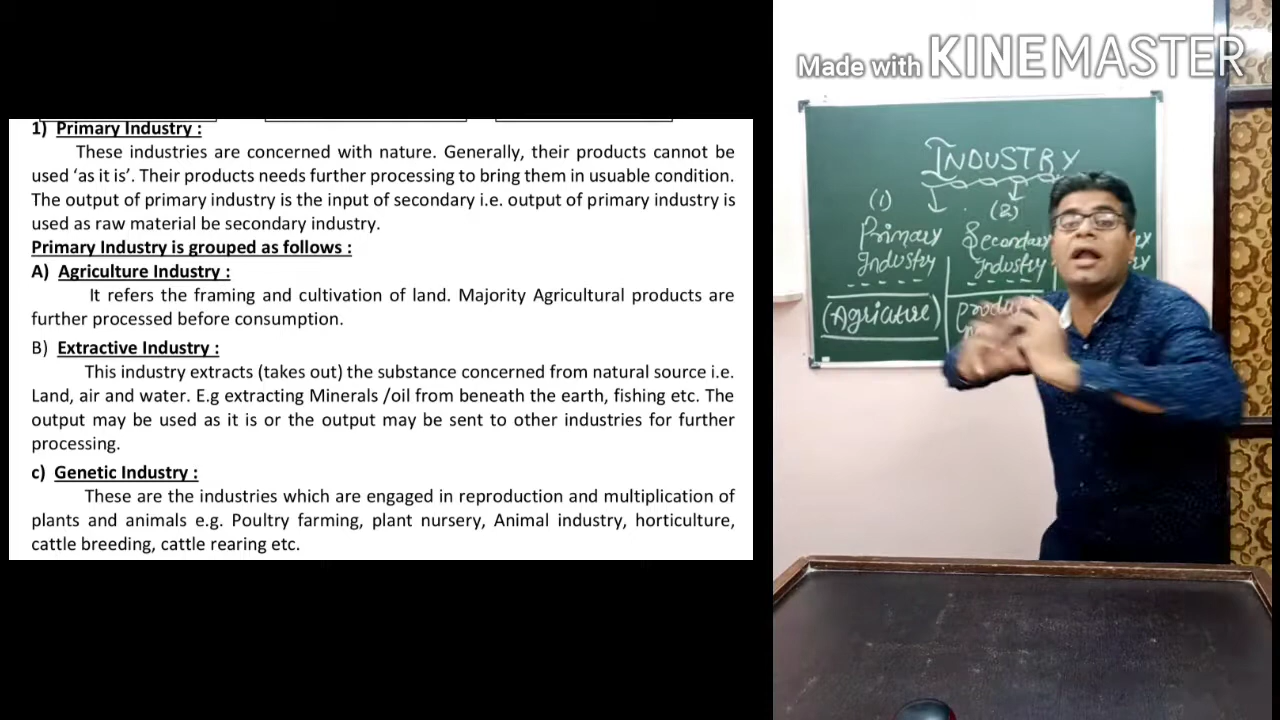 1) Primary Industry :
These industries are concerned with nature. Generally, their products cannot be
used ‘as it is’. Their products needs further processing to bring them in usuable condition.
The output of primary industry is the input of secondary i.e. output of primary industry is
used as raw material be secondary industry.
Primary Industry is grouped as follows :
A) Agriculture Industry :
It refers the framing and cultivation of land. Majority Agricultural products are
further processed before consumption.
B) Extractive Industry :
This industry extracts (takes out) the substance concerned from natural source i.e.
Land, air and water. E.g extracting Minerals /oil from beneath the earth, fishing etc. The
output may be used as it is or the output may be sent to other industries for further
processing.
c) Genetic Industry :
These are the industries which are engaged in reproduction and multiplication of
plants and animals e.g. Poultry farming, plant nursery, Animal industry, horticulture,
cattle breeding, cattle rearing etc.
Made with KINEMASTER
INDUSTRY
(1) (2)
Primary Secondary
Industry Industry
(Agriature)